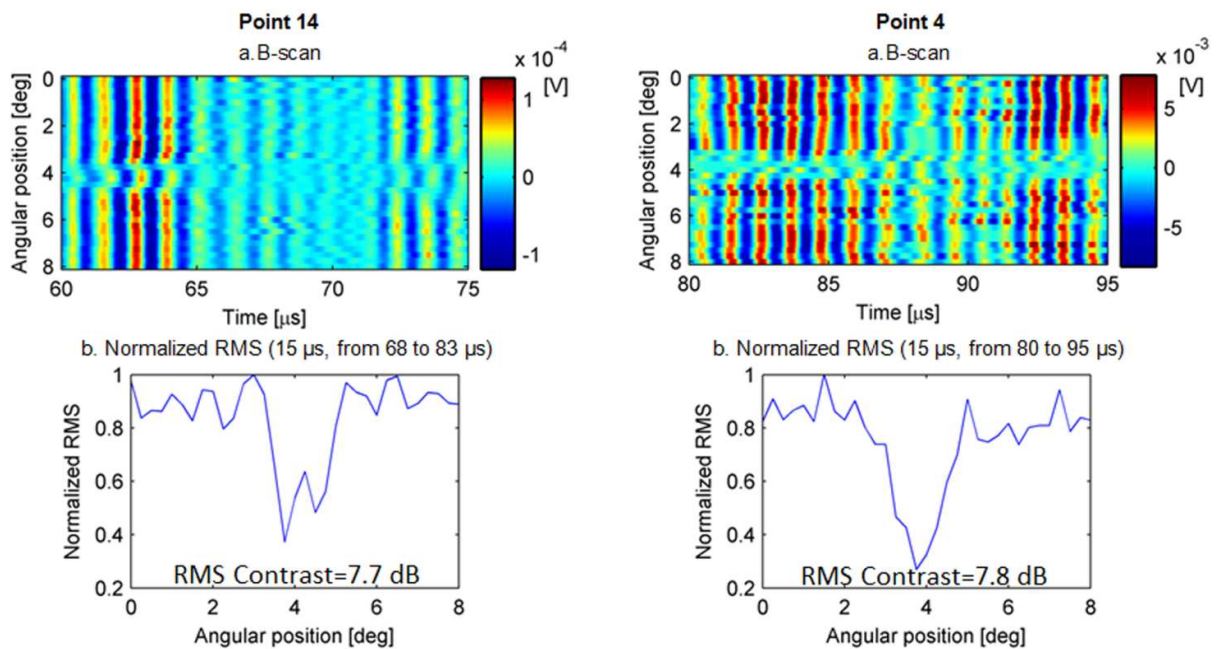 Point 14
a.B-scan
x 10-4
[V]
1
0
-1
0
2
4
6
8
Angular position [deg]
60
65
70
75
Time [µs]
b. Normalized RMS (15 µs, from 68 to 83 µs)
1
0.8
0.6
0.4
0.2
Normalized RMS
RMS Contrast=7.7 dB
0
2
4
6
8
Angular position [deg]
Point 4
a.B-scan
x 10-3
[V]
5
0
-5
0
2
4
6
8
Angular position [deg]
80
85
90
95
Time [µs]
b. Normalized RMS (15 µs, from 80 to 95 µs)
1
0.8
0.6
0.4
0.2
Normalized RMS
RMS Contrast=7.8 dB
0
2
4
6
8
Angular position [deg]